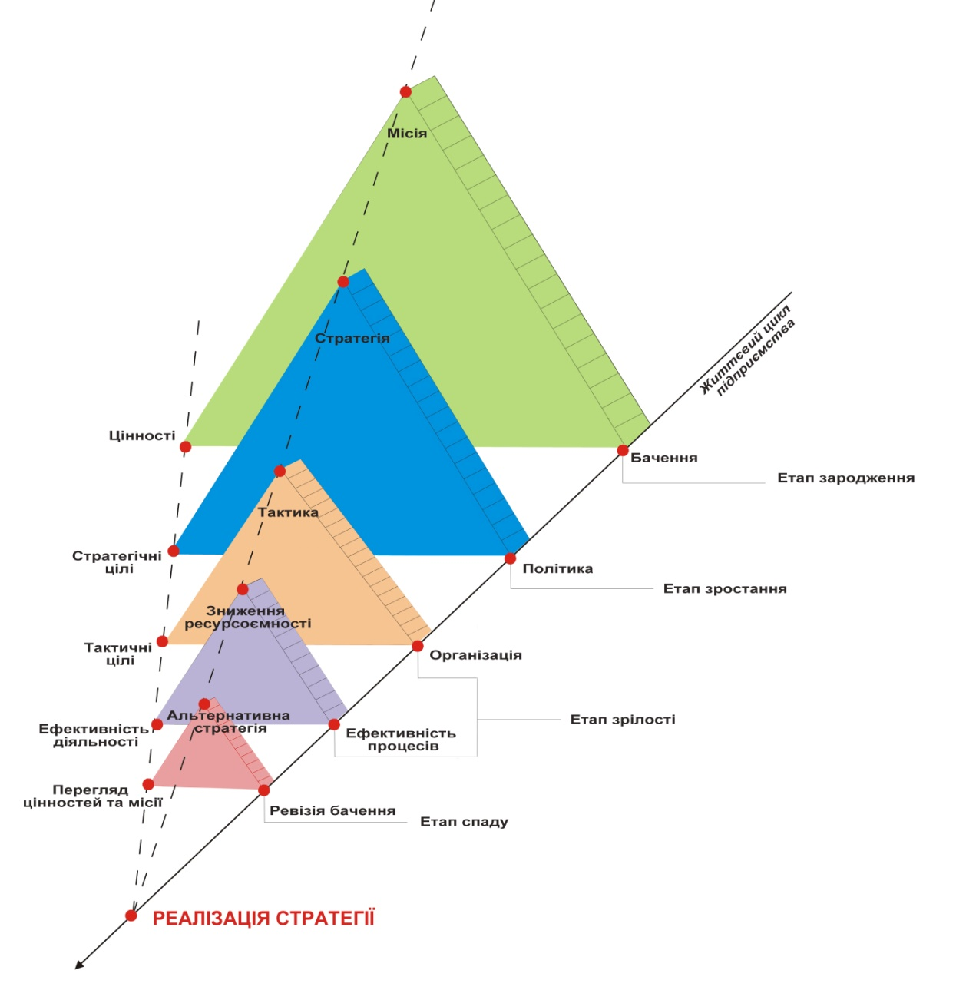 Місія
Стратегія
Життєвий цикл
підприємства
Цінності
Бачення
Етап зародження
Тактика
Стратегічні
цілі
Політика
Етап зростання
Зниження
ресурсоємності
Тактичні
цілі
Організація
Альтернативна
стратегія
Етап зрілості
Ефективність
діяльності
Ефективність
процесів
Перегляд
цінностей та місії
Ревізія бачення
Етап спаду
РЕАЛІЗАЦІЯ СТРАТЕГІЇ